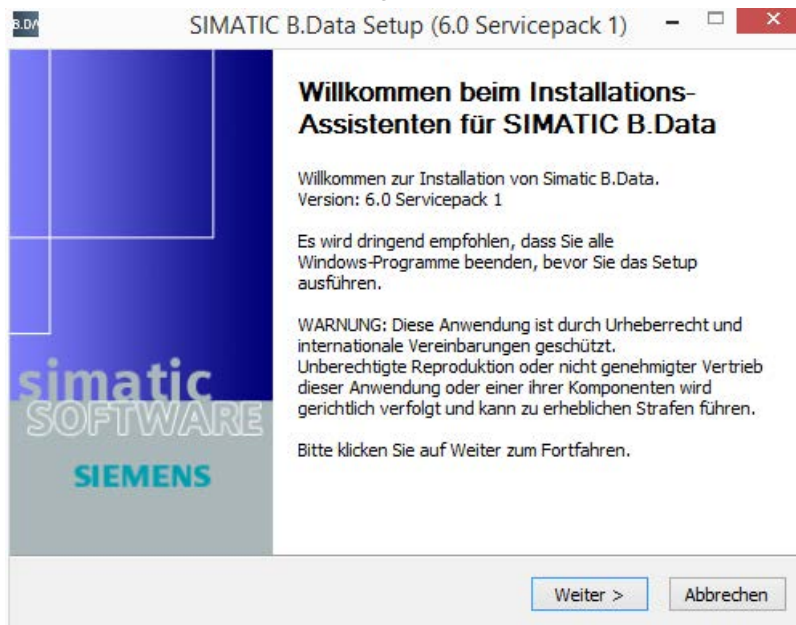 B.DA
SIMATIC B.Data Setup (6.0 Servicepack 1)
Willkommen beim Installations-
Assistenten für SIMATIC B.Data
Willkommen zur Installation von Simatic B.Data.
Version: 6.0 Servicepack 1
Es wird dringend empfohlen, dass Sie alle
Windows-Programme beenden, bevor Sie das Setup
ausführen.
WARNUNG: Diese Anwendung ist durch Urheberrecht und
internationale Vereinbarungen geschützt.
Unberechtigte Reproduktion oder nicht genehmigter Vertrieb
dieser Anwendung oder einer ihrer Komponenten wird
gerichtlich verfolgt und kann zu erheblichen Strafen führen.
Bitte klicken Sie auf Weiter zum Fortfahren.
simatic
SOFTWARE
SIEMENS
Weiter >
Abbrechen